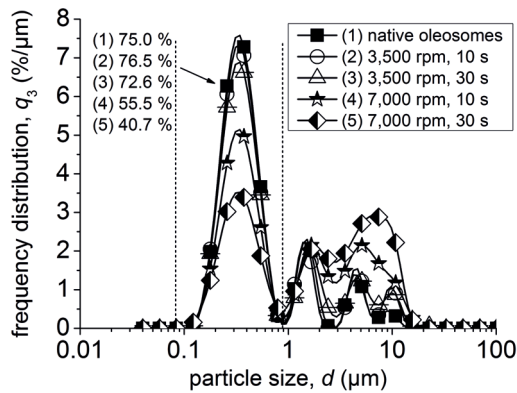 8
7
6
5
4
3
2
1
0
frequency distribution, q3 (%/µm)
(1) 75.0 %
(2) 76.5 %
(3) 72.6 %
(4) 55.5 %
(5) 40.7 %
(1) native oleosomes
(2) 3,500 rpm, 10 s
(3) 3,500 rpm, 30 s
(4) 7,000 rpm, 10 s
(5) 7,000 rpm, 30 s
0.01 0.1 1 10 100
particle size, d (µm)